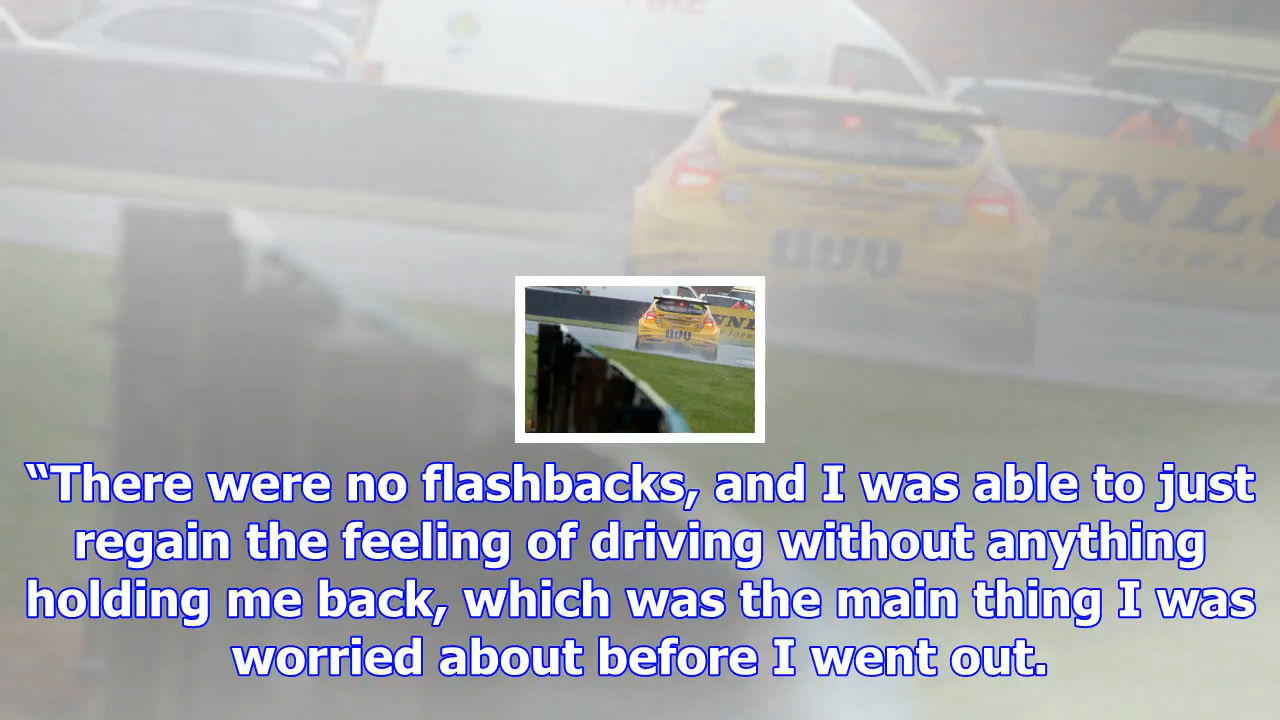 “There were no flashbacks, and I was able to just
regain the feeling of driving without anything
holding me back, which was the main thing I was
worried about before I went out.